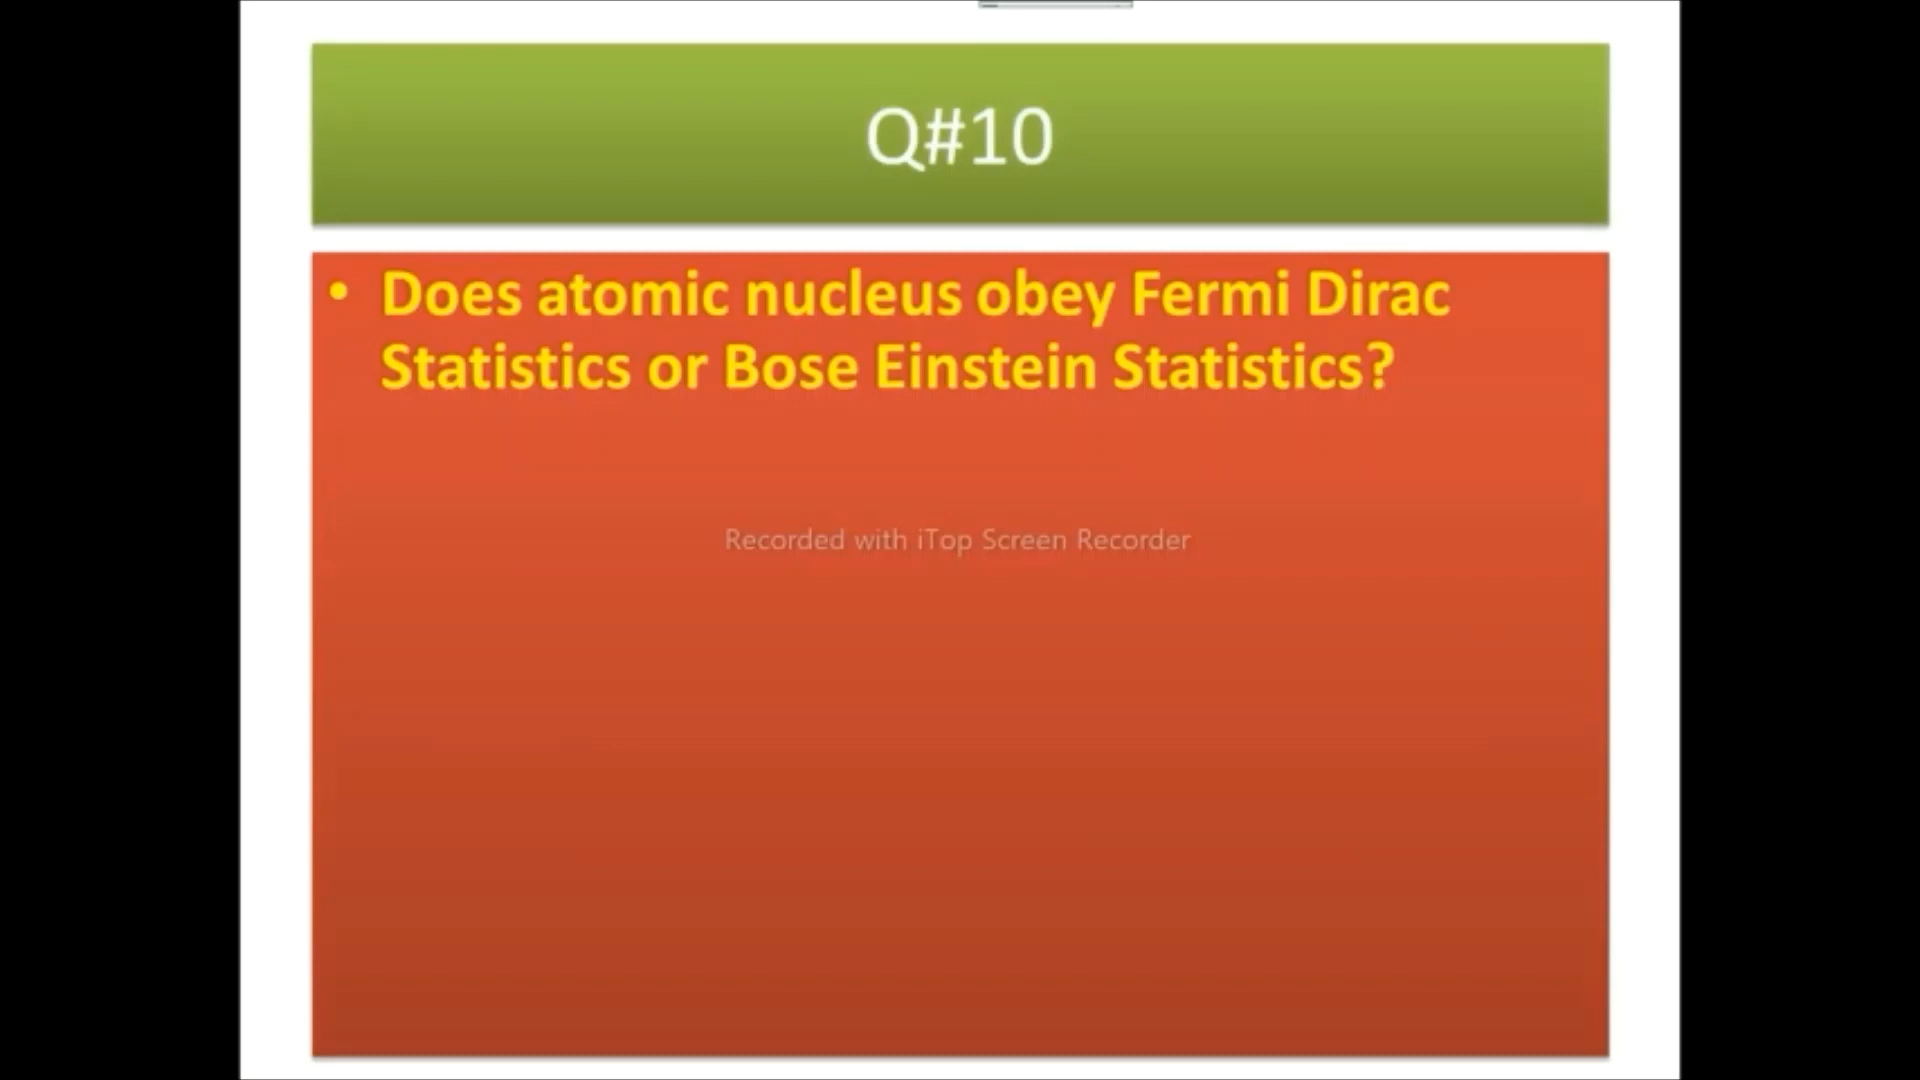 Q#10
• Does atomic nucleus obey Fermi Dirac
Statistics or Bose Einstein Statistics?
Recorded with iTop Screen Recorder